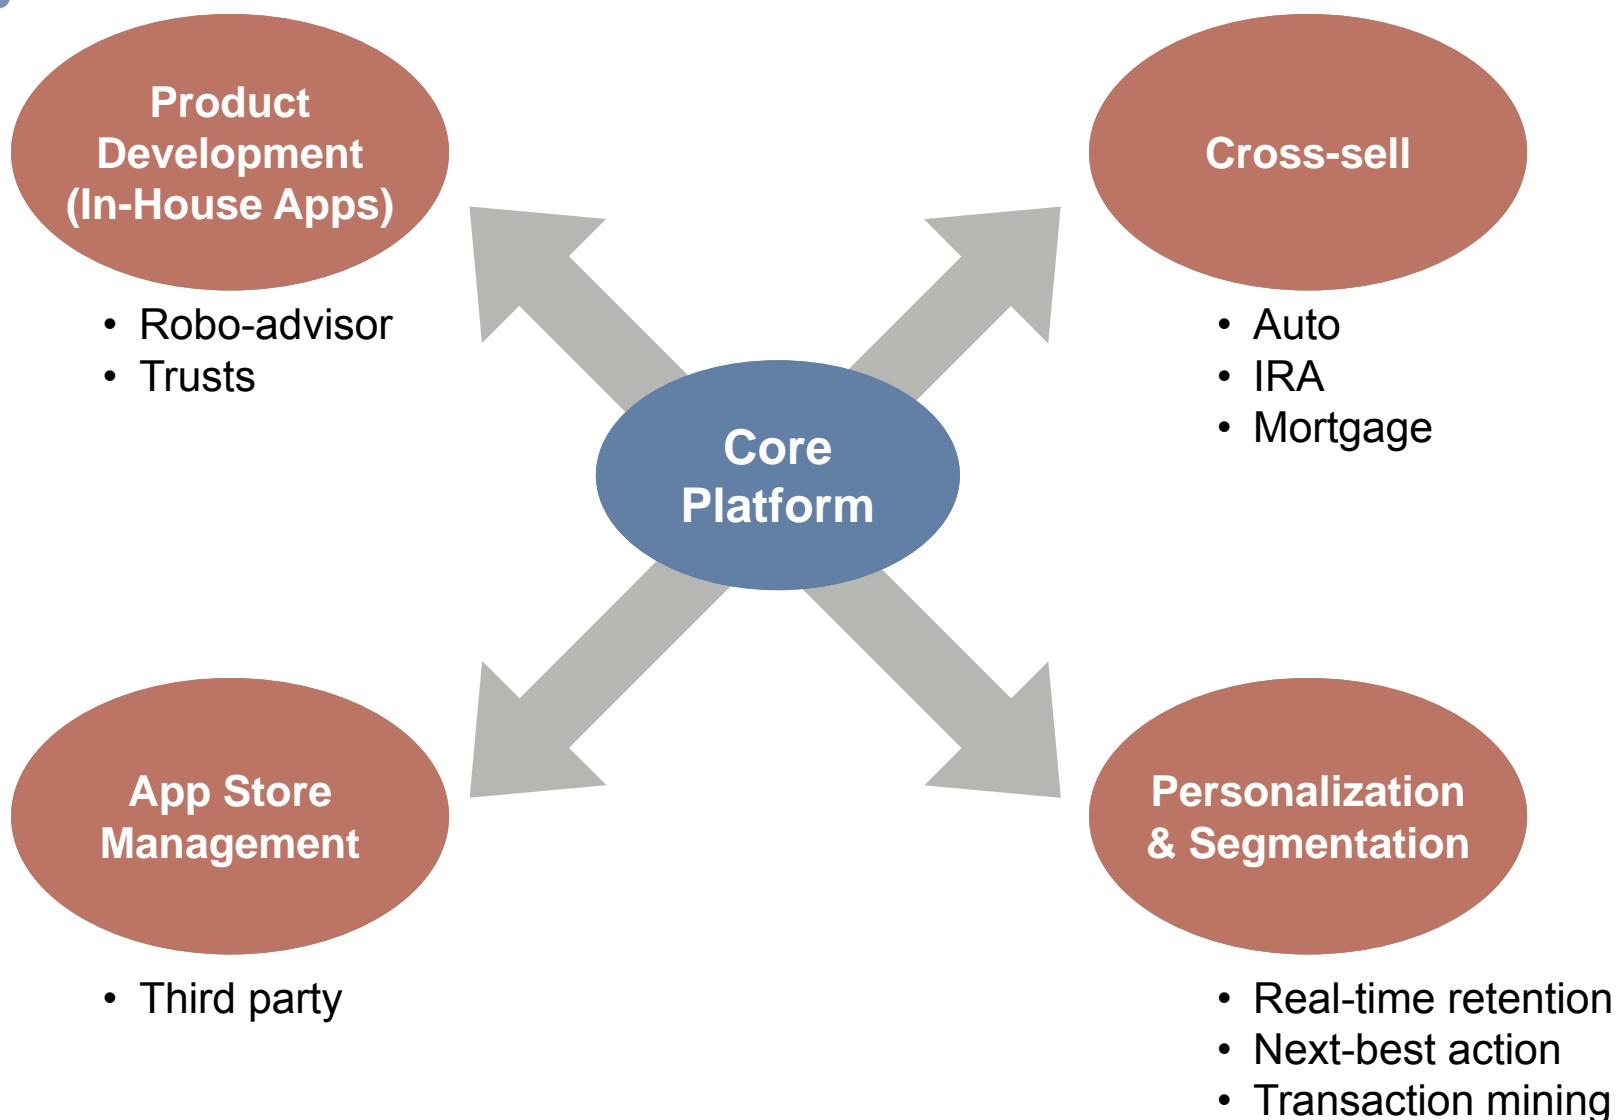 Product
Development
(In-House Apps)
• Robo-advisor
• Trusts
Cross-sell
• Auto
• IRA
• Mortgage
Core
Platform
App Store
Management
• Third party
Personalization
& Segmentation
• Real-time retention
• Next-best action
• Transaction mining